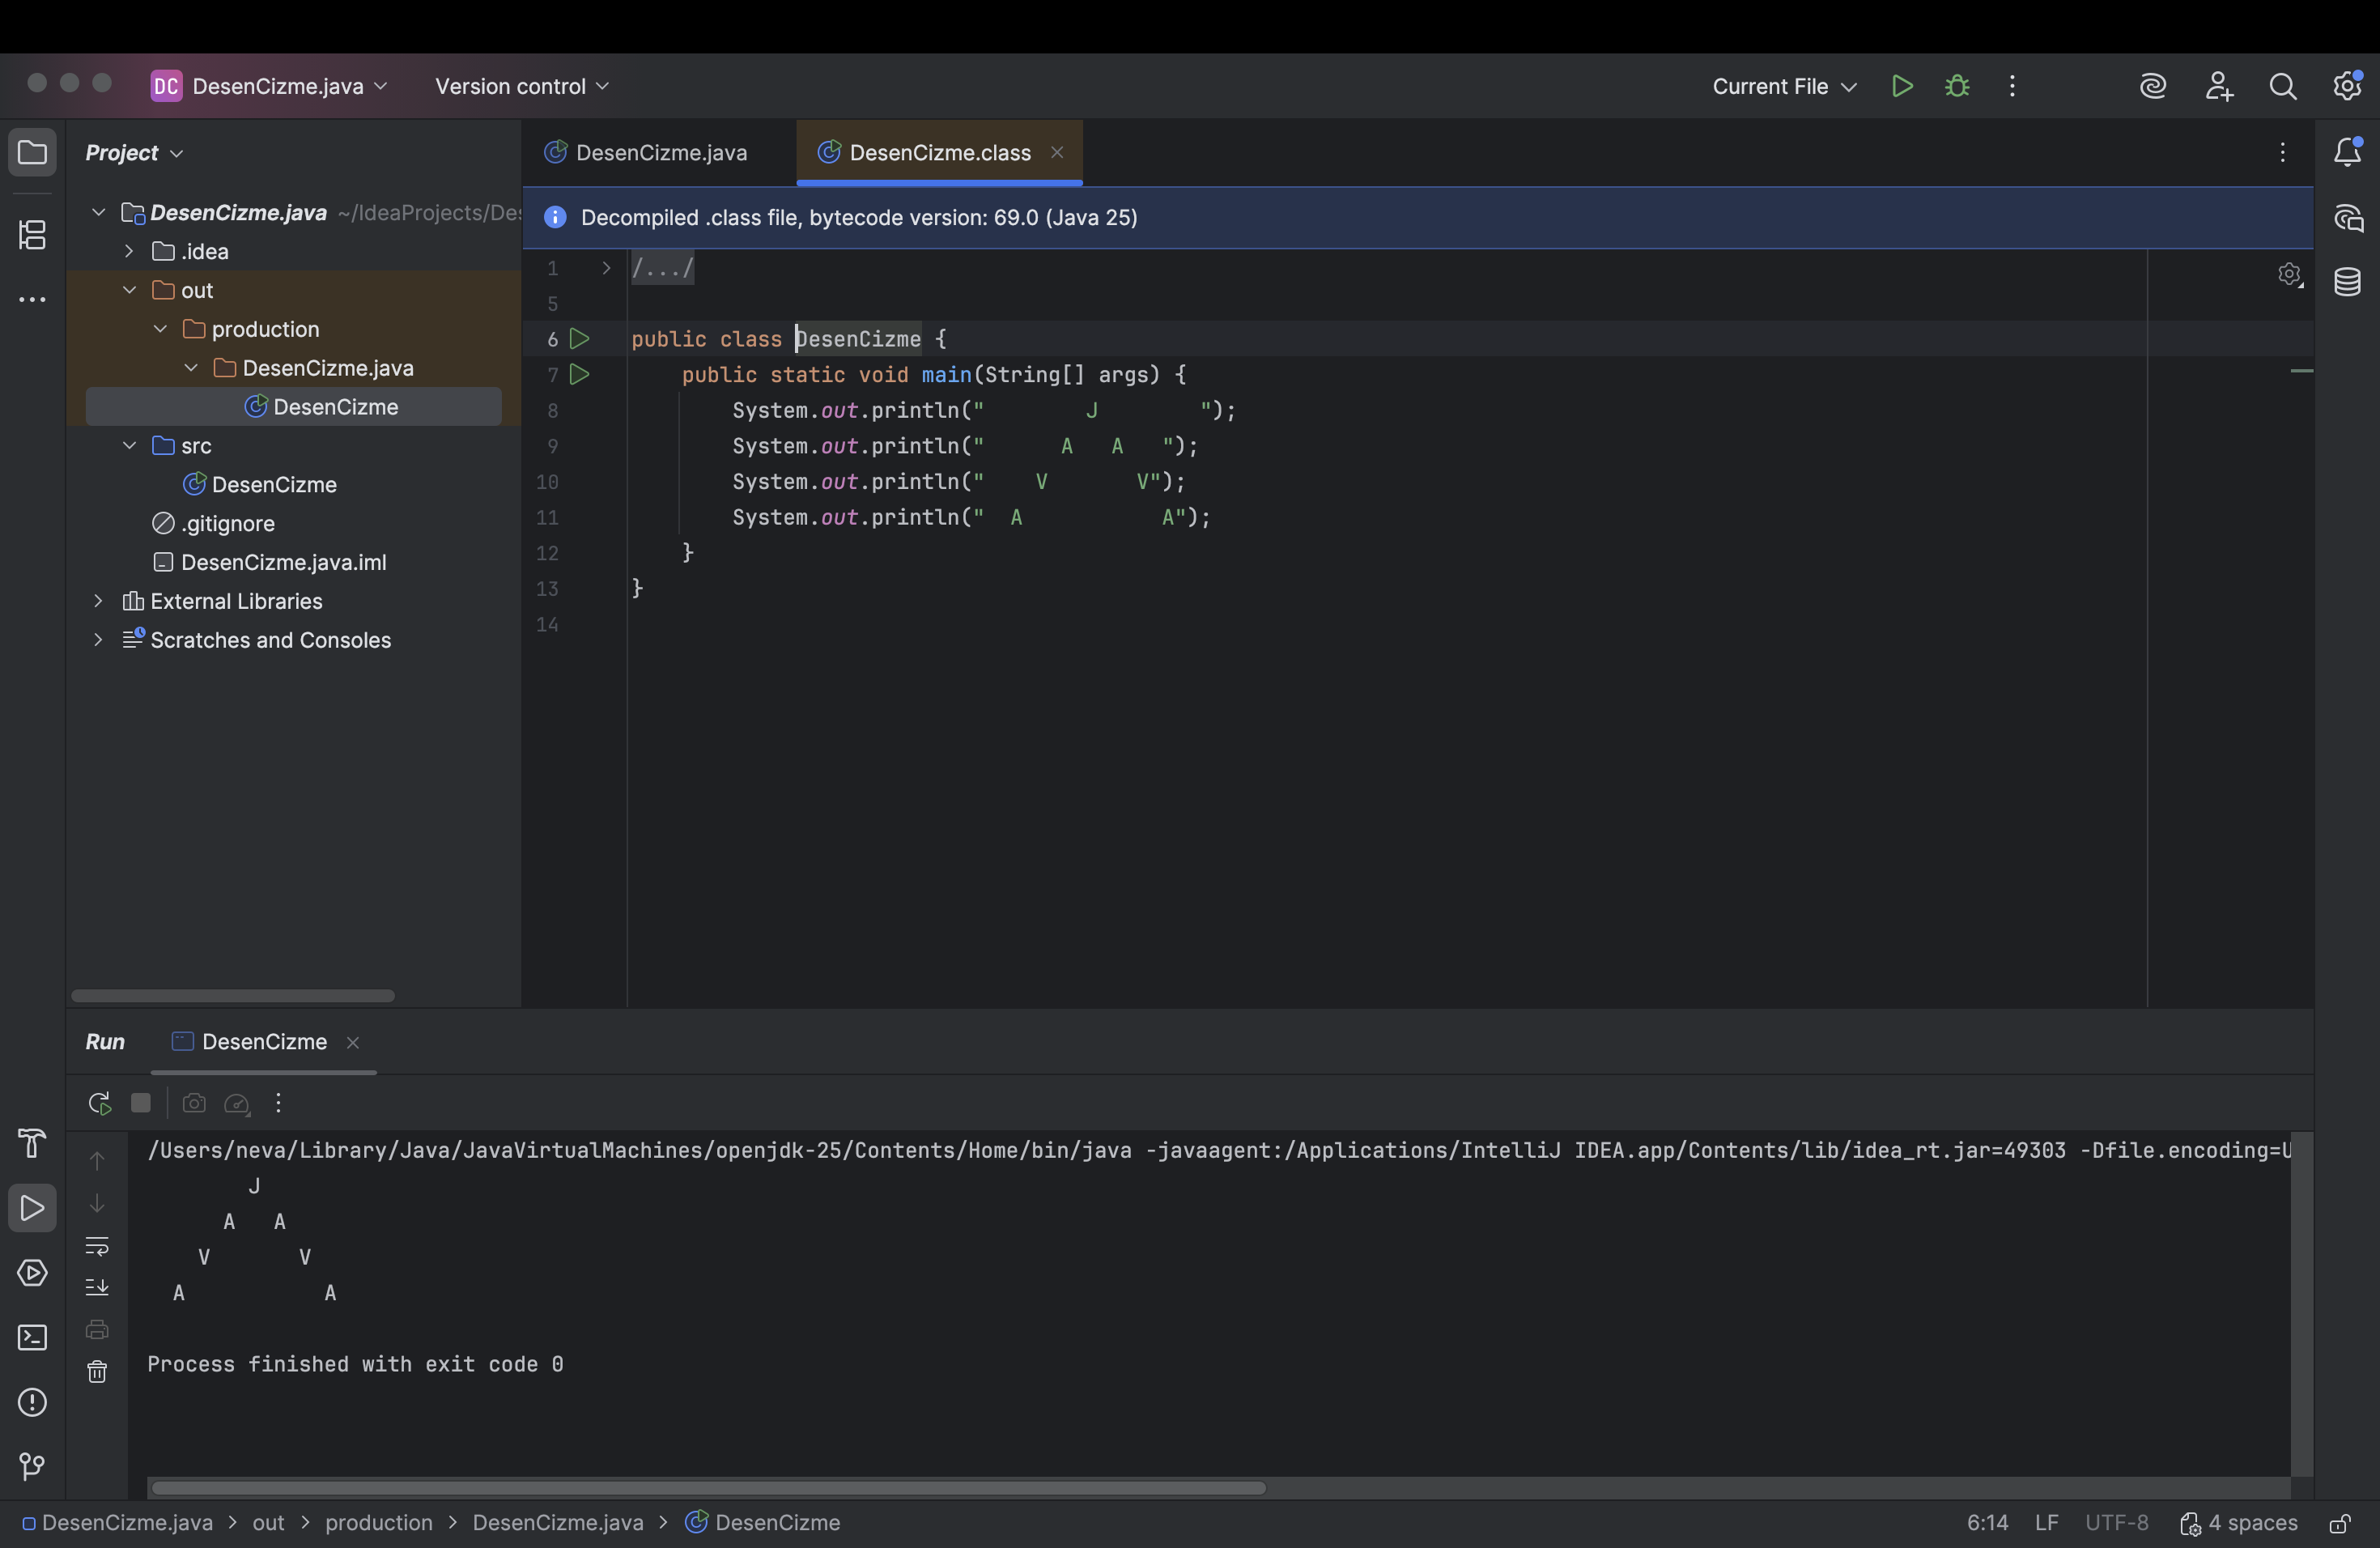 DC DesenCizme.java Version control Current File
Project
DesenCizme.java ~/IdeaProjects/Des
.idea
out
production
DesenCizme.java
DesenCizme
src
DesenCizme
.gitignore
DesenCizme.java.iml
External Libraries
Scratches and Consoles
DesenCizme.java DesenCizme.class
Decompiled .class file, bytecode version: 69.0 (Java 25)
1 /.../
5
6 public class DesenCizme {
7     public static void main(String[] args) {
8         System.out.println("        J        ");
9         System.out.println("      A   A   ");
10         System.out.println("    V       V");
11         System.out.println("  A           A");
12     }
13 }
14
Run DesenCizme
/Users/neva/Library/Java/JavaVirtualMachines/openjdk-25/Contents/Home/bin/java -javaagent:/Applications/IntelliJ IDEA.app/Contents/lib/idea_rt.jar=49303 -Dfile.encoding=U
        J
      A   A
    V       V
  A           A
Process finished with exit code 0
DesenCizme.java > out > production > DesenCizme.java > DesenCizme 6:14 LF UTF-8 4 spaces